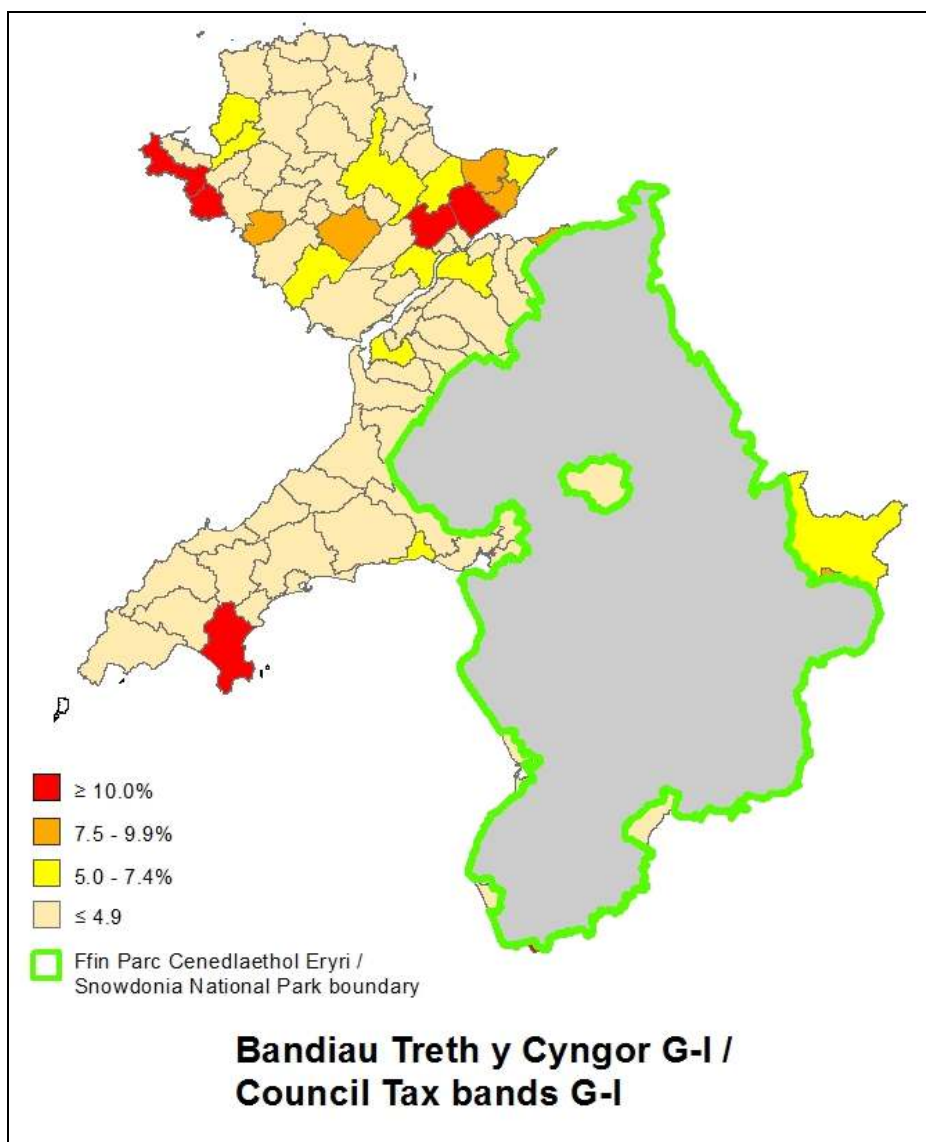 ≥ 10.0%
7.5 - 9.9%
5.0 - 7.4%
≤ 4.9
Ffin Parc Cenedlaethol Eryri /
Snowdonia National Park boundary
Bandiau Treth y Cyngor G-I /
Council Tax bands G-I